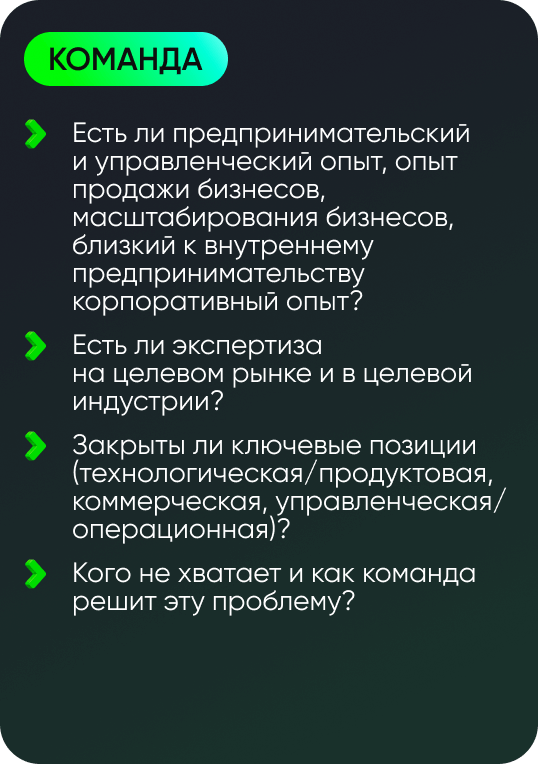 КОМАНДА
Есть ли предпринимательский
и управленческий опыт, опыт
продажи бизнесов,
масштабирования бизнесов,
близкий к внутреннему
предпринимательству
корпоративный опыт?
Есть ли экспертиза
на целевом рынке и в целевой
индустрии?
Закрыты ли ключевые позиции
(технологическая/продуктовая,
коммерческая, управленческая/
операционная)?
Кого не хватает и как команда
решит эту проблему?